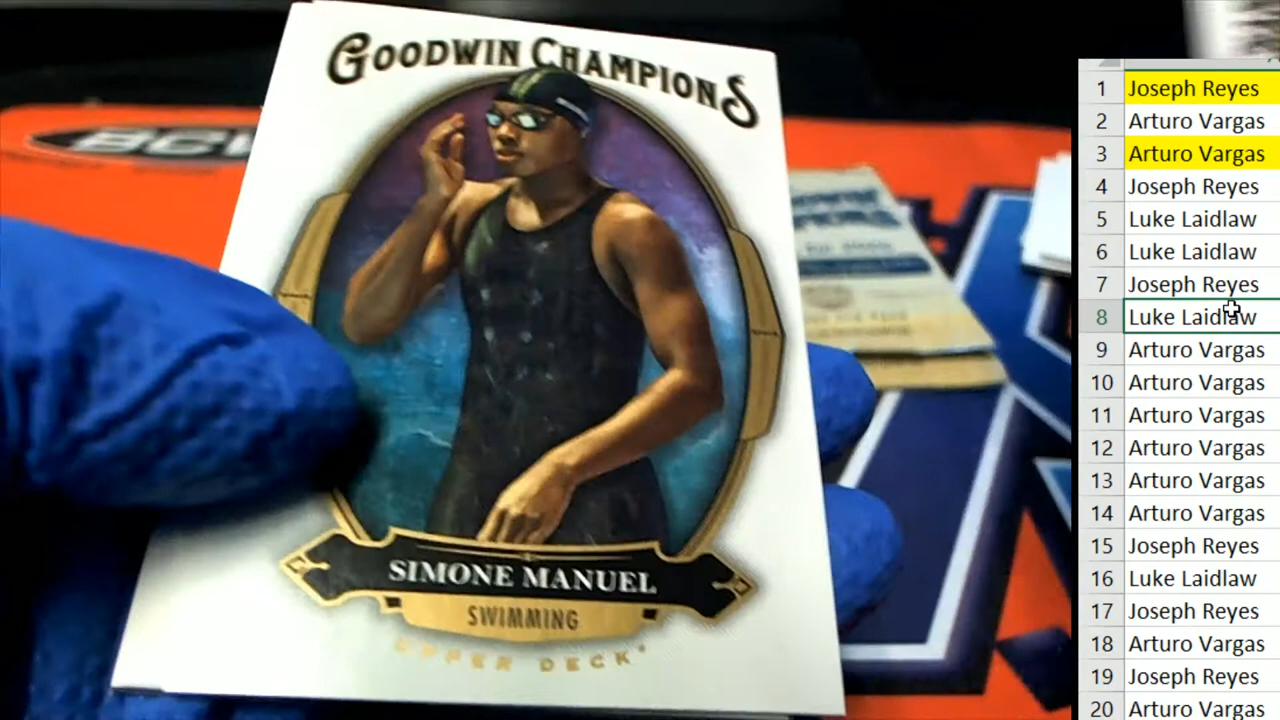 GOODWIN CHAMPIONS
SIMONE MANUEL
SWIMMING
UPPER DECK
1 Joseph Reyes
2 Arturo Vargas
3 Arturo Vargas
4 Joseph Reyes
5 Luke Laidlaw
6 Luke Laidlaw
7 Joseph Reyes
8 Luke Laidlaw
9 Arturo Vargas
10 Arturo Vargas
11 Arturo Vargas
12 Arturo Vargas
13 Arturo Vargas
14 Arturo Vargas
15 Joseph Reyes
16 Luke Laidlaw
17 Joseph Reyes
18 Arturo Vargas
19 Joseph Reyes
20 Arturo Vargas